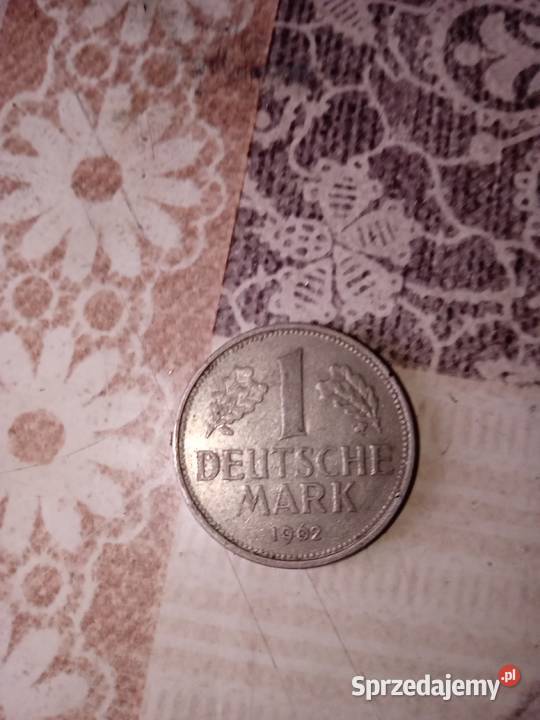 1
DEUTSCHE
MARK
1962
Sprzedajemy.pl